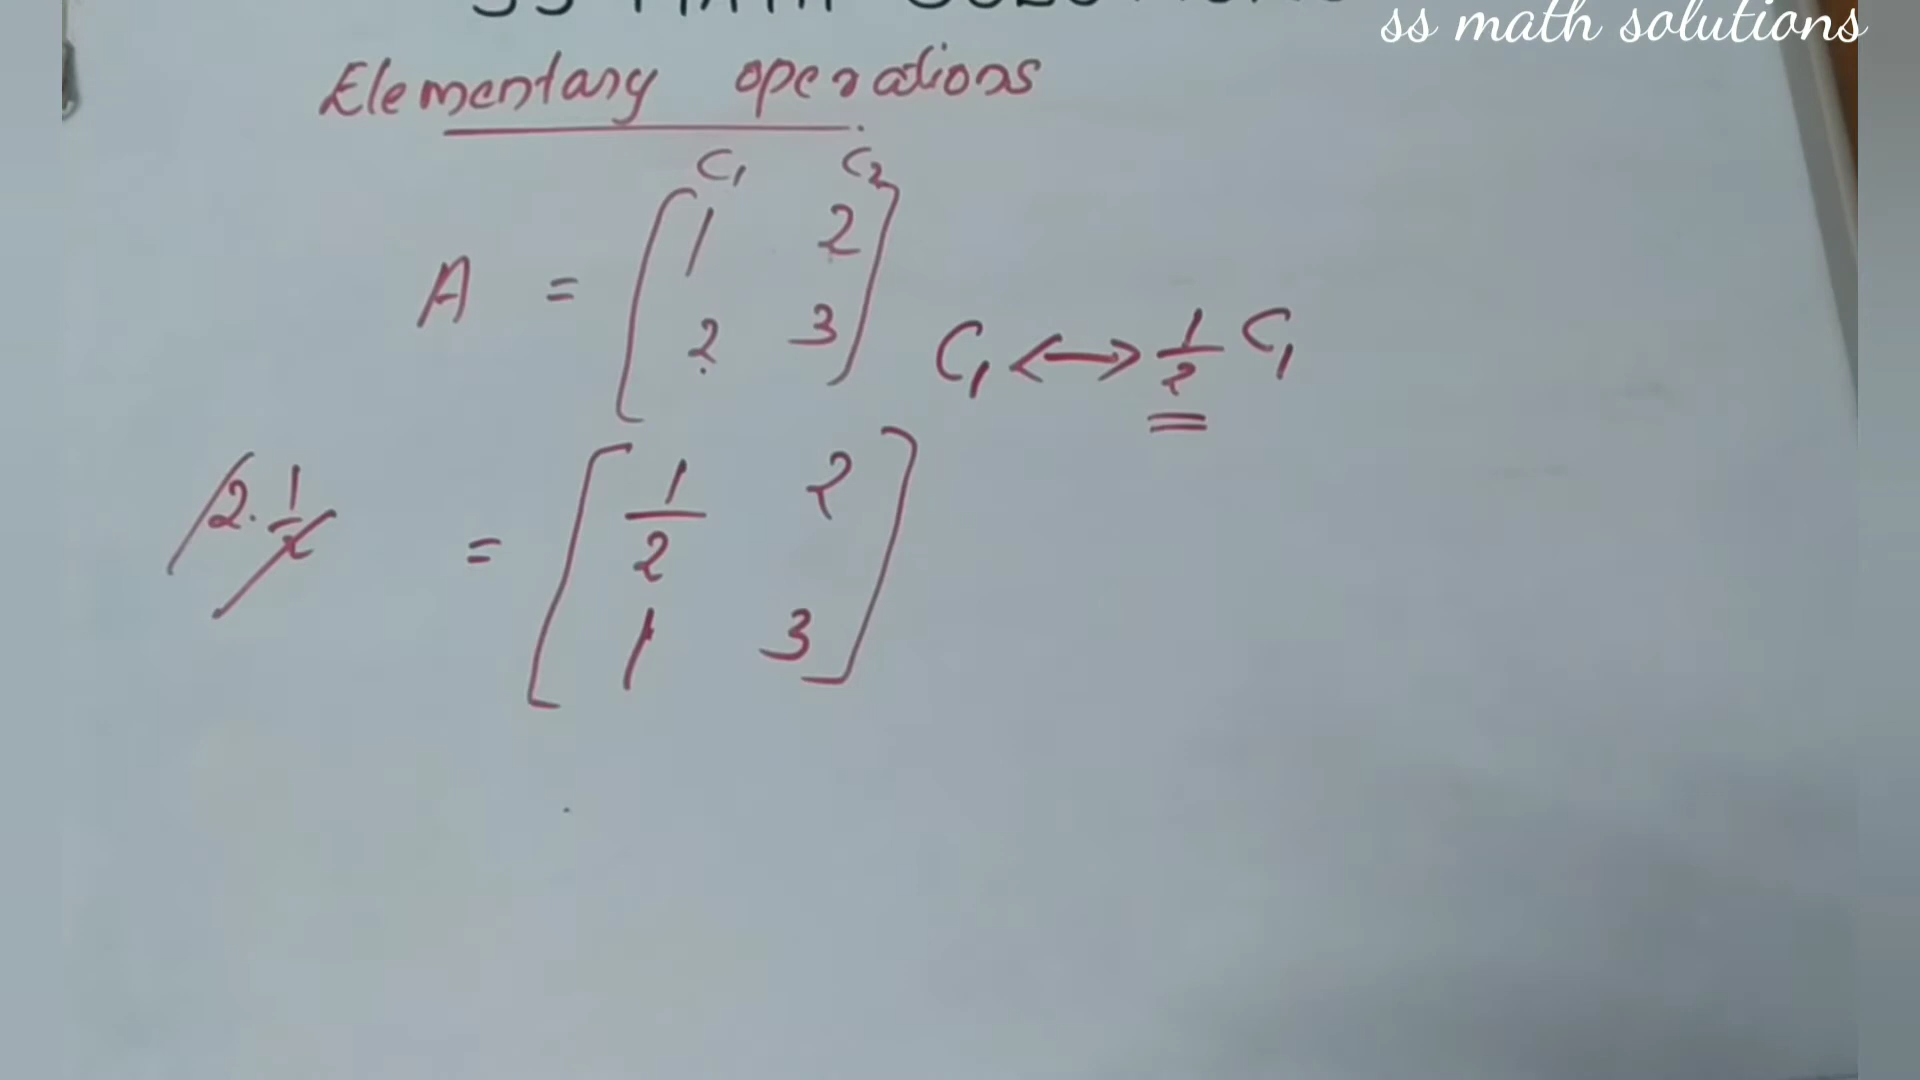 ss math solutions
Elementary operations
C₁ C₂
A = [1 2
2 3] C₁ ↔ 1/2 C₁
2. 1/2 = [1/2 2
1 3]